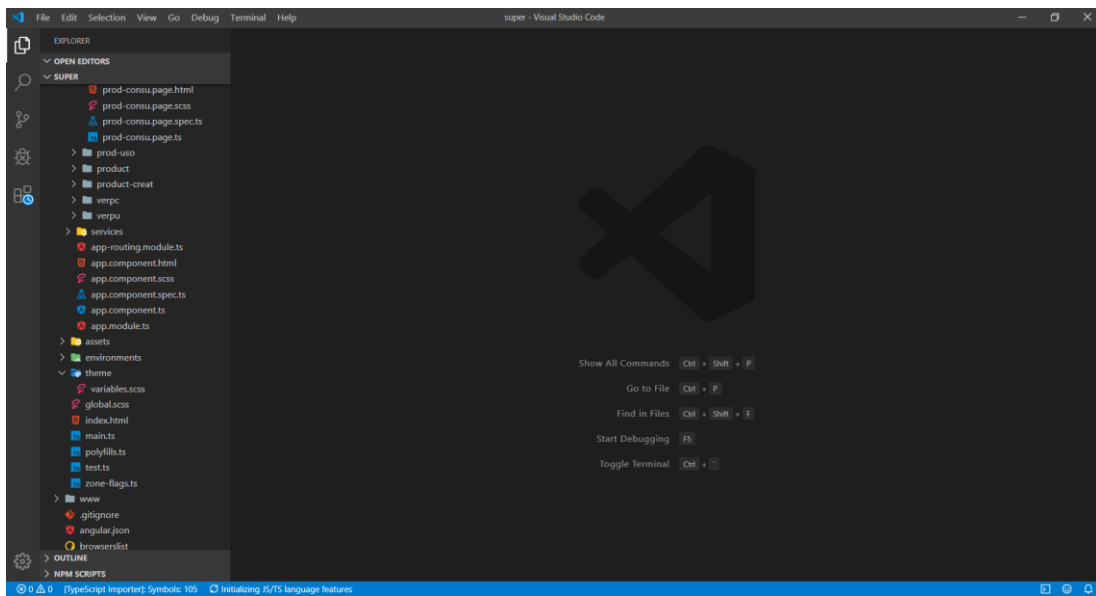 File Edit Selection View Go Debug Terminal Help super - Visual Studio Code
EXPLORER
OPEN EDITORS
SUPER
prod-consu.page.html
prod-consu.page.scss
prod-consu.page.spec.ts
prod-consu.page.ts
prod-uso
product
product-creat
verpc
verpu
services
app-routing.module.ts
app.component.html
app.component.scss
app.component.spec.ts
app.component.ts
app.module.ts
assets
environments
theme
variables.scss
global.scss
index.html
main.ts
polyfills.ts
test.ts
zone-flags.ts
www
.gitignore
angular.json
browserslist
OUTLINE
NPM SCRIPTS
Show All Commands Ctrl + Shift + P
Go to File Ctrl + P
Find in Files Ctrl + Shift + F
Start Debugging F5
Toggle Terminal Ctrl + `
0 0 [TypeScript Importer]: Symbols: 105 Initializing JS/TS language features